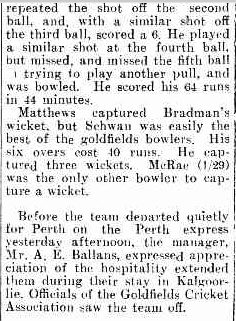 repeated the shot off the second
ball, and, with a similar shot off
the third ball, scored a 6. He played
a similar shot at the fourth ball,
but missed, and missed the fifth ball
trying to play another pull, and
was bowled. He scored his 64 runs
in 44 minutes.
Matthews captured Bradman's
wicket, but Schwan was easily the
best of the goldfields bowlers. His
six overs cost 40 runs. He cap-
tured three wickets. McRae (1/29)
was the only other bowler to cap-
ture a wicket.
Before the team departed quietly
for Perth on the Perth express
yesterday afternoon, the manager,
Mr. A. E. Ballans, expressed appre-
ciation of the hospitality extended
them during their stay in Kalgoor-
lie. Officials of the Goldfields Cricket
Association saw the team off.